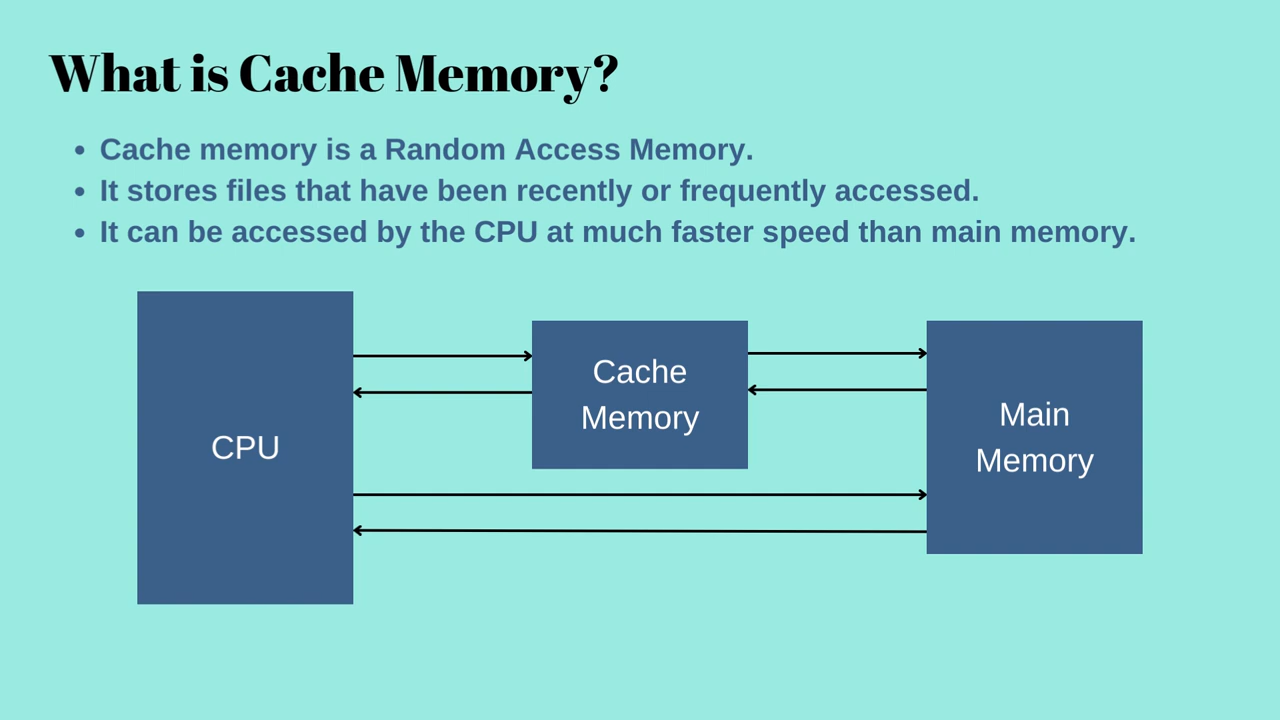 What is Cache Memory?
• Cache memory is a Random Access Memory.
• It stores files that have been recently or frequently accessed.
• It can be accessed by the CPU at much faster speed than main memory.
CPU
Cache
Memory
Main
Memory